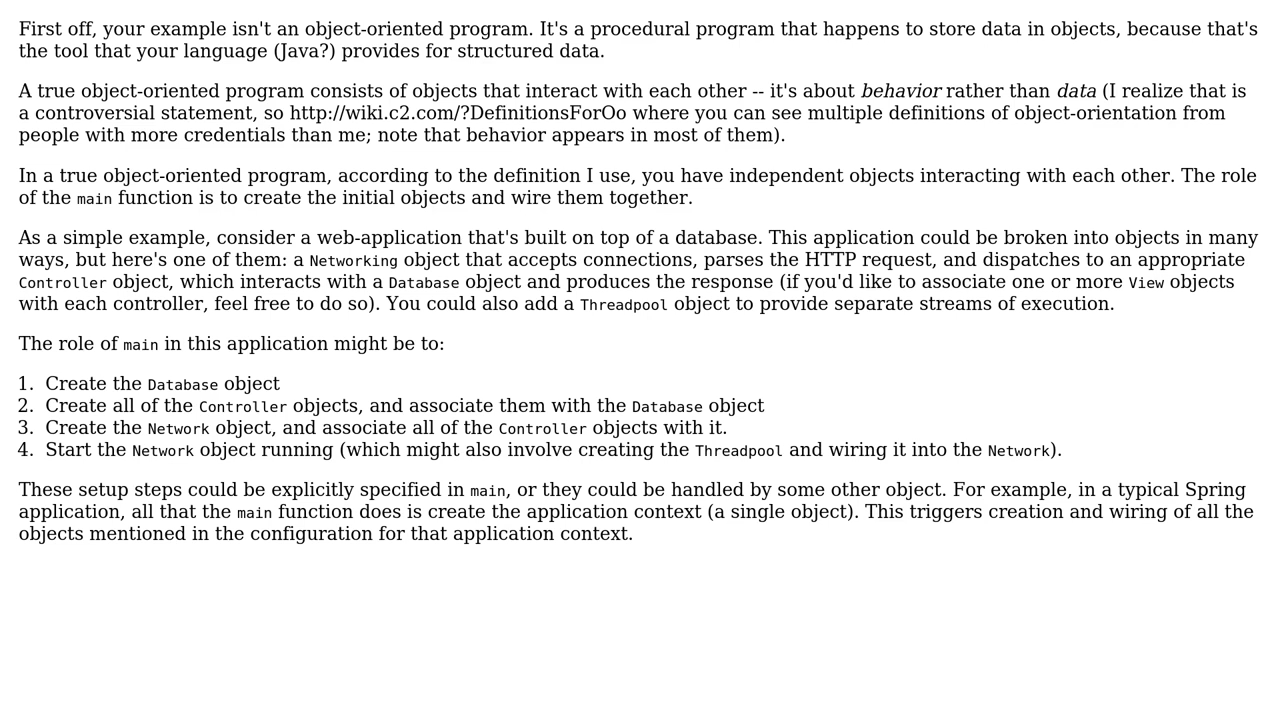 First off, your example isn't an object-oriented program. It's a procedural program that happens to store data in objects, because that's
the tool that your language (Java?) provides for structured data.
A true object-oriented program consists of objects that interact with each other -- it's about behavior rather than data (I realize that is
a controversial statement, so http://wiki.c2.com/?DefinitionsForOo where you can see multiple definitions of object-orientation from
people with more credentials than me; note that behavior appears in most of them).
In a true object-oriented program, according to the definition I use, you have independent objects interacting with each other. The role
of the main function is to create the initial objects and wire them together.
As a simple example, consider a web-application that's built on top of a database. This application could be broken into objects in many
ways, but here's one of them: a Networking object that accepts connections, parses the HTTP request, and dispatches to an appropriate
Controller object, which interacts with a Database object and produces the response (if you'd like to associate one or more View objects
with each controller, feel free to do so). You could also add a Threadpool object to provide separate streams of execution.
The role of main in this application might be to:
1. Create the Database object
2. Create all of the Controller objects, and associate them with the Database object
3. Create the Network object, and associate all of the Controller objects with it.
4. Start the Network object running (which might also involve creating the Threadpool and wiring it into the Network).
These setup steps could be explicitly specified in main, or they could be handled by some other object. For example, in a typical Spring
application, all that the main function does is create the application context (a single object). This triggers creation and wiring of all the
objects mentioned in the configuration for that application context.